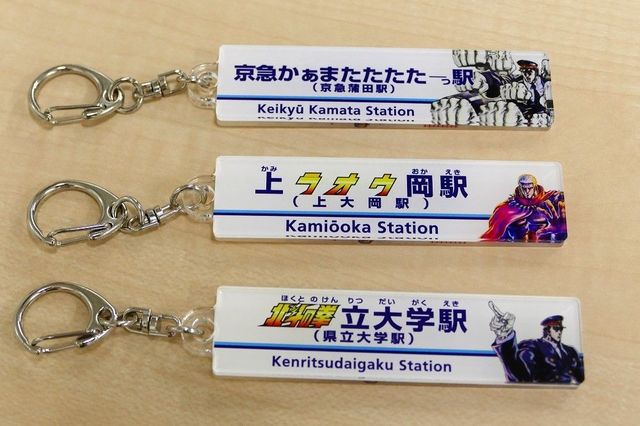 京急かぁまたたたたーっ駅
(京急蒲田駅)
Keikyū Kamata Station
かみ おか えき
上ラオウ岡駅
(上大岡駅)
Kamiōoka Station
ほくと の けん りつ だい がく えき
北斗の拳立大学駅
(県立大学駅)
Kenritsudaigaku Station